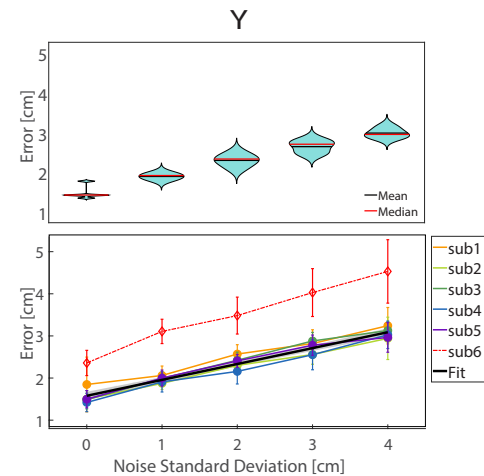 Y
5
4
3
2
1
Error [cm]
Mean
Median
5
4
3
2
1
Error [cm]
0 1 2 3 4
Noise Standard Deviation [cm]
sub1
sub2
sub3
sub4
sub5
sub6
Fit